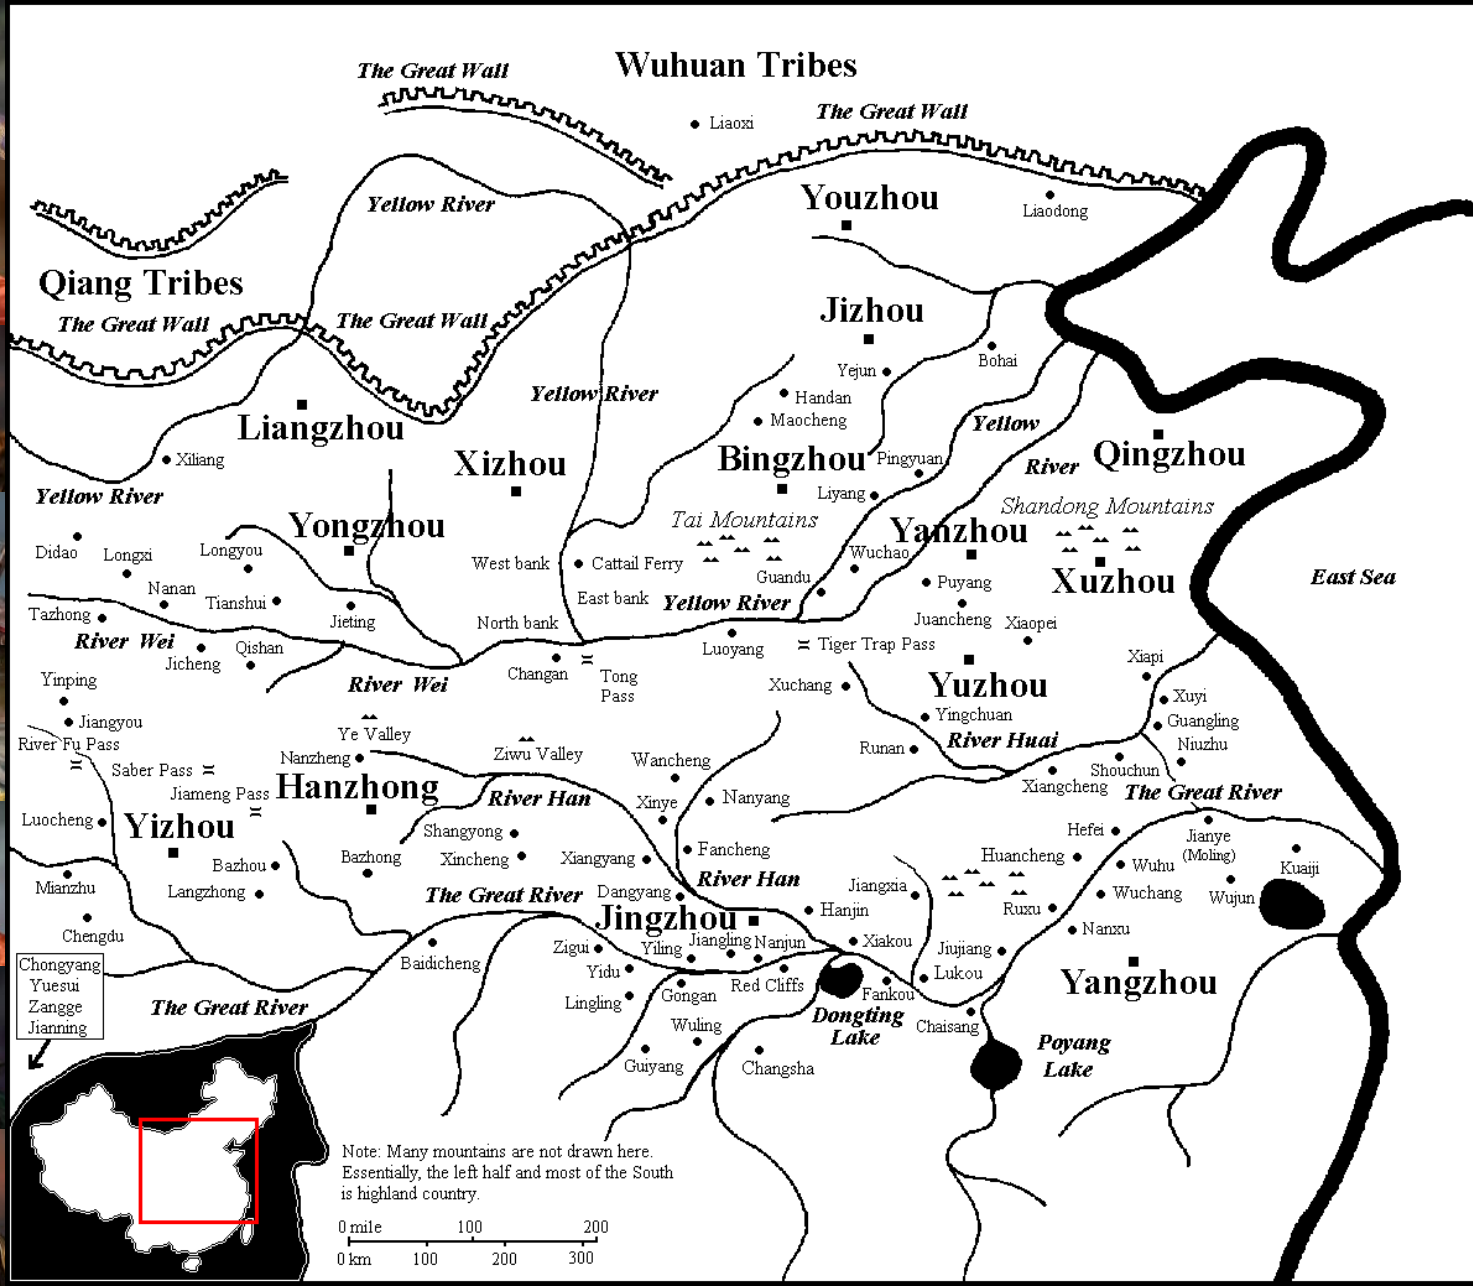 Wuhuan Tribes
The Great Wall
Liaoxi
The Great Wall
Youzhou
Liaodong
Yellow River
Qiang Tribes
The Great Wall
The Great Wall
Jizhou
Bohai
Yejun
Yellow River
Handan
Maocheng
Liangzhou
Yellow
River
Qingzhou
Xiliang
Xizhou
Bingzhou
Pingyuan
Liyang
Yellow River
Yongzhou
Tai Mountains
Shandong Mountains
Yanzhou
Didao
Longxi
Longyou
West bank
Cattail Ferry
Wuchao
Guandu
Xuzhou
East Sea
Nanan
Tianshui
East bank
Yellow River
Puyang
Juancheng
Tazhong
River Wei
Jieting
North bank
Xiaopei
Jicheng
Qishan
Luoyang
Tiger Trap Pass
Xiapi
River Wei
Changan
Tong
Pass
Xuchang
Yuzhou
Xuyi
Yinping
Jiangyou
River Fu Pass
Yingchuan
Guangling
Ye Valley
Ziwu Valley
Runan
River Huai
Niuzhu
Nanzheng
Wancheng
Saber Pass
Shouchun
Jiameng Pass
Hanzhong
River Han
Xinye
Nanyang
Xiangcheng
The Great River
Luocheng
Yizhou
Shangyong
Hefei
Jianye
(Moling)
Bazhou
Bazhong
Xincheng
Xiangyang
Fancheng
Huancheng
Wuhu
Kuaiji
Mianzhu
Langzhong
The Great River
Dangyang
River Han
Jiangxia
Wuchang
Wujun
Jingzhou
Hanjin
Ruxu
Chengdu
Nanxu
Zigui
Yiling
Jiangling
Nanjun
Xiakou
Jiujiang
Baidicheng
Yidu
Red Cliffs
Lukou
Yangzhou
Chongyang
Yuesui
Zangge
Jianning
The Great River
Lingling
Gongan
Fankou
Dongting
Lake
Chaisang
Wuling
Poyang
Lake
Guiyang
Changsha
Note: Many mountains are not drawn here.
Essentially, the left half and most of the South
is highland country.
0 mile 100 200
0 km 100 200 300